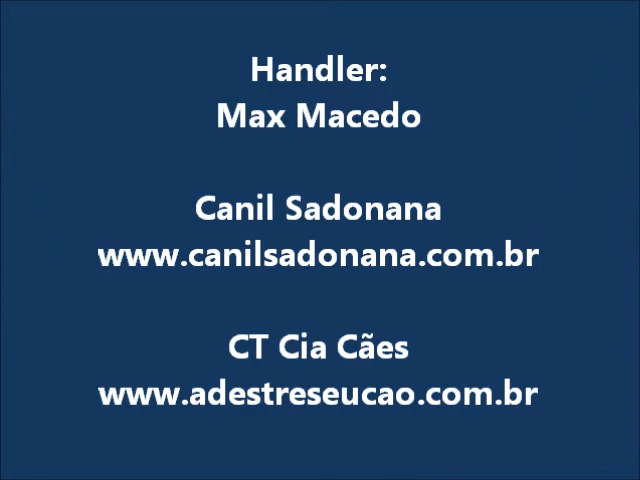 Handler:
Max Macedo
Canil Sadonana
www.canilsadonana.com.br
CT Cia Cães
www.adestreseucao.com.br